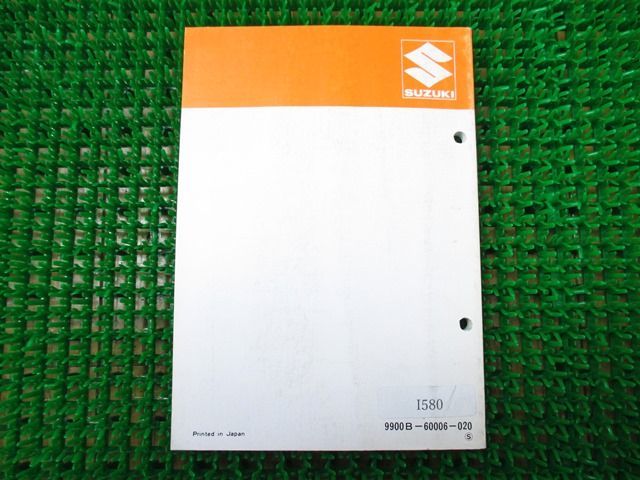 SUZUKI
I580
9900B-60006-020
S
Printed in Japan